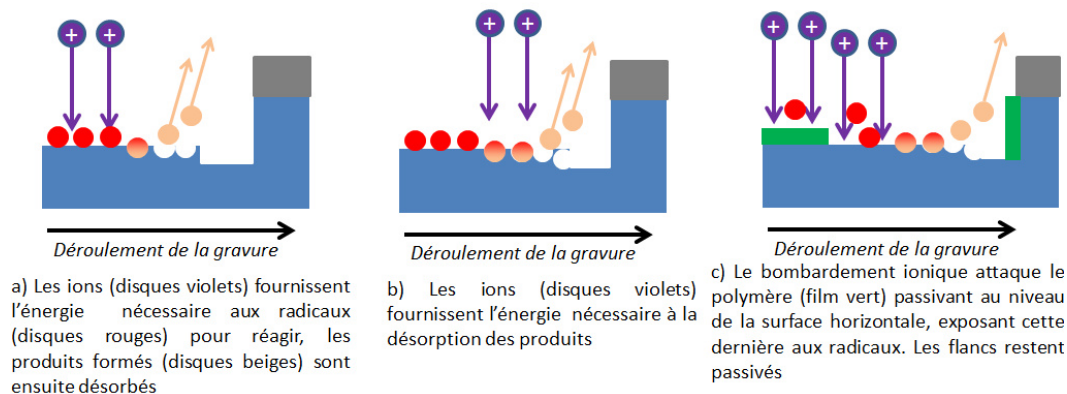 + +
Déroulement de la gravure
a) Les ions (disques violets) fournissent
l'énergie nécessaire aux radicaux
(disques rouges) pour réagir, les
produits formés (disques beiges) sont
ensuite désorbés
+ +
Déroulement de la gravure
b) Les ions (disques violets)
fournissent l'énergie nécessaire à la
désorption des produits
+ + + +
Déroulement de la gravure
c) Le bombardement ionique attaque le
polymère (film vert) passivant au niveau
de la surface horizontale, exposant cette
dernière aux radicaux. Les flancs restent
passivés